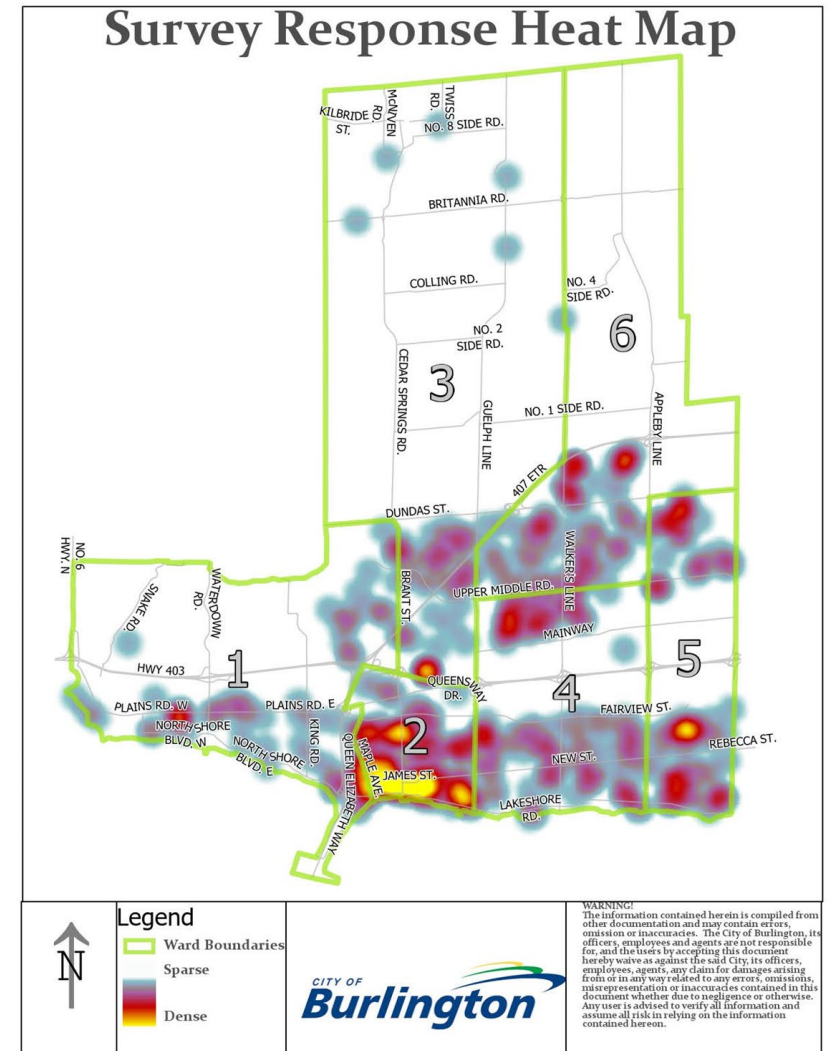 Survey Response Heat Map
KILBRIDE
ST.
McNIVEN
RD.
TWISS
RD.
NO. 8 SIDE RD.
BRITANNIA RD.
COLLING RD.
NO. 4
SIDE RD.
NO. 2
SIDE RD.
6
3
CEDAR SPRINGS RD.
GUELPH LINE
NO. 1 SIDE RD.
APPLEBY LINE
407 ETR
DUNDAS ST.
HWY. N
NO. 6
SNAKE RD.
WATERDOWN
RD.
BRANT ST.
WALKER'S LINE
UPPER MIDDLE RD.
MAINWAY
1
HWY 403
5
QUEENSWAY
DR.
4
PLAINS RD. W
PLAINS RD. E
FAIRVIEW ST.
NORTH SHORE
BLVD. W
NORTH SHORE
BLVD. E
KING RD.
2
REBECCA ST.
QUEEN ELIZABETH WAY
MAPLE AVE.
JAMES ST.
NEW ST.
LAKESHORE
RD.
N
Legend
Ward Boundaries
Sparse
Dense
CITY OF
Burlington
WARNING!
The information contained herein is compiled from
other documentation and may contain errors,
omission or inaccuracies. The City of Burlington, its
officers, employees and agents are not responsible
for, and the users by accepting this document
hereby waive as against the said City, its officers,
employees, agents, any claim for damages arising
from or in any way related to any errors, omissions,
misrepresentation or inaccuracies contained in this
document whether due to negligence or otherwise.
Any user is advised to verify all information and
assume all risk in relying on the information
contained hereon.